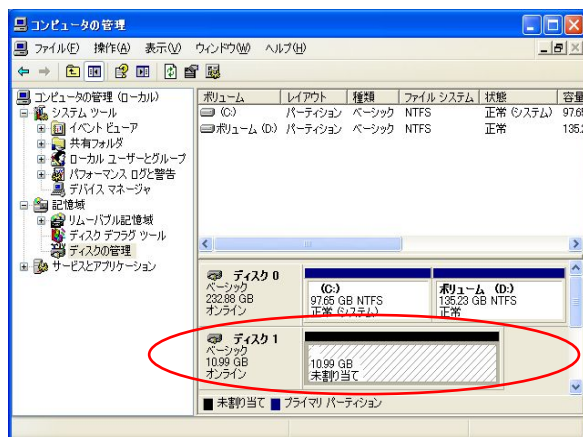 コンピュータの管理
ファイル(F) 操作(A) 表示(V) ウィンドウ(W) ヘルプ(H)
コンピュータの管理 (ローカル)
システム ツール
イベント ビューア
共有フォルダ
ローカル ユーザーとグループ
パフォーマンス ログと警告
デバイス マネージャ
記憶域
リムーバブル記憶域
ディスク デフラグ ツール
ディスクの管理
サービスとアプリケーション
ボリューム レイアウト 種類 ファイル システム 状態 容量
(C:) パーティション ベーシック NTFS 正常 (システム) 97.65
ボリューム (D:) パーティション ベーシック NTFS 正常 135.2
ディスク 0
ベーシック
232.88 GB
オンライン
(C:)
97.65 GB NTFS
正常 (システム)
ボリューム (D:)
135.23 GB NTFS
正常
ディスク 1
ベーシック
10.99 GB
オンライン
10.99 GB
未割り当て
未割り当て プライマリ パーティション